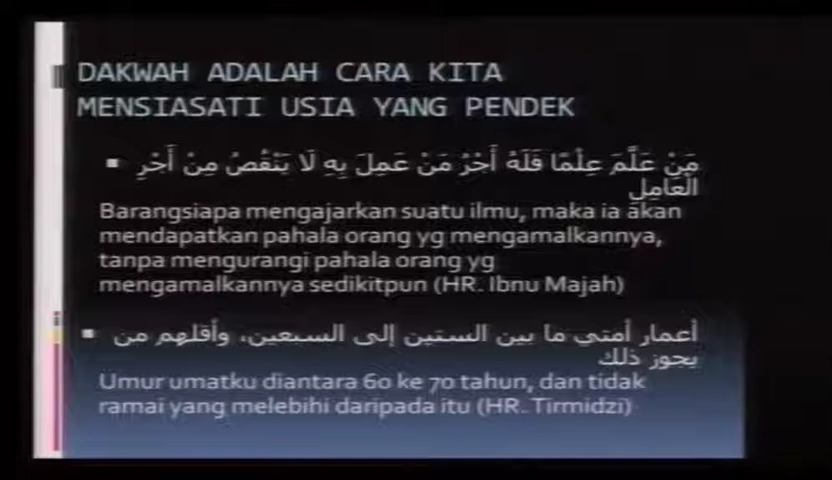 DAKWAH ADALAH CARA KITA
MENSIASATI USIA YANG PENDEK
مَنْ عَلَّمَ عِلْمًا فَلَهُ أَجْرُ مَنْ عَمِلَ بِهِ لَا يَنْقُصُ مِنْ أَجْرِ
الْعَامِلِ
Barangsiapa mengajarkan suatu ilmu, maka ia akan
mendapatkan pahala orang yg mengamalkannya,
tanpa mengurangi pahala orang yg
mengamalkannya sedikitpun (HR. Ibnu Majah)
أعمار أمتي ما بين الستين إلى السبعين، وأقلهم من
يجوز ذلك
Umur umatku diantara 60 ke 70 tahun, dan tidak
ramai yang melebihi daripada itu (HR. Tirmidzi)